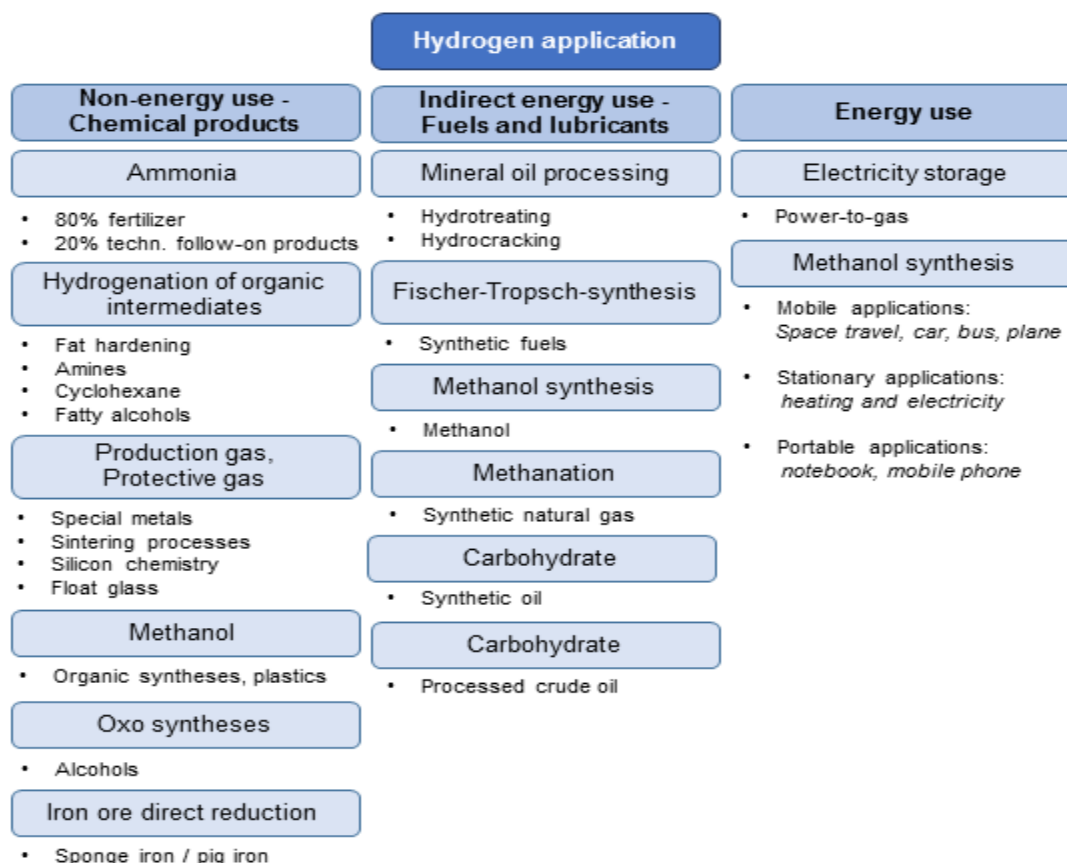 Hydrogen application
Non-energy use -
Chemical products
Ammonia
• 80% fertilizer
• 20% techn. follow-on products
Hydrogenation of organic
intermediates
• Fat hardening
• Amines
• Cyclohexane
• Fatty alcohols
Production gas,
Protective gas
• Special metals
• Sintering processes
• Silicon chemistry
• Float glass
Methanol
• Organic syntheses, plastics
Oxo syntheses
• Alcohols
Iron ore direct reduction
• Sponge iron / pig iron
Indirect energy use -
Fuels and lubricants
Mineral oil processing
• Hydrotreating
• Hydrocracking
Fischer-Tropsch-synthesis
• Synthetic fuels
Methanol synthesis
• Methanol
Methanation
• Synthetic natural gas
Carbohydrate
• Synthetic oil
Carbohydrate
• Processed crude oil
Energy use
Electricity storage
• Power-to-gas
Methanol synthesis
• Mobile applications:
Space travel, car, bus, plane
• Stationary applications:
heating and electricity
• Portable applications:
notebook, mobile phone